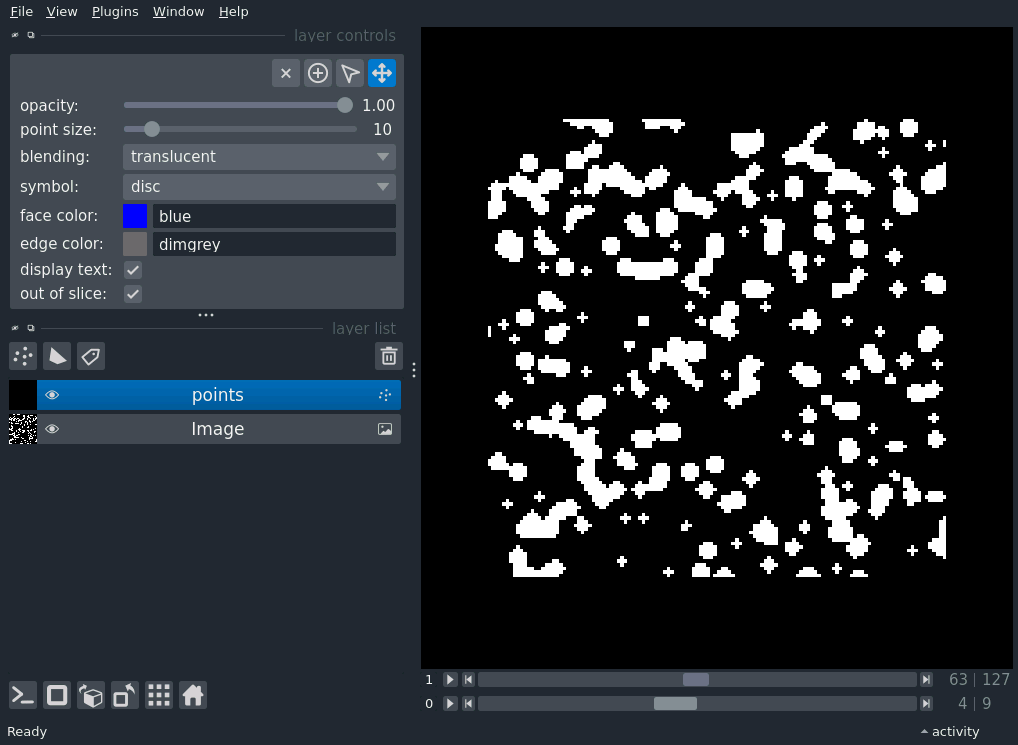 File View Plugins Window Help
layer controls
opacity: 1.00
point size: 10
blending: translucent
symbol: disc
face color: blue
edge color: dimgrey
display text:
out of slice:
layer list
points
Image
1 63 | 127
0 4 | 9
Ready activity